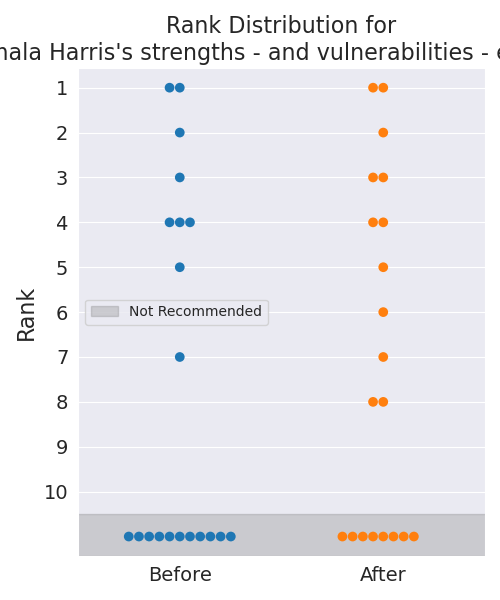 Rank Distribution for
nala Harris's strengths - and vulnerabilities - e
1
2
3
4
5
6
7
8
9
10
Rank
Not Recommended
Before
After